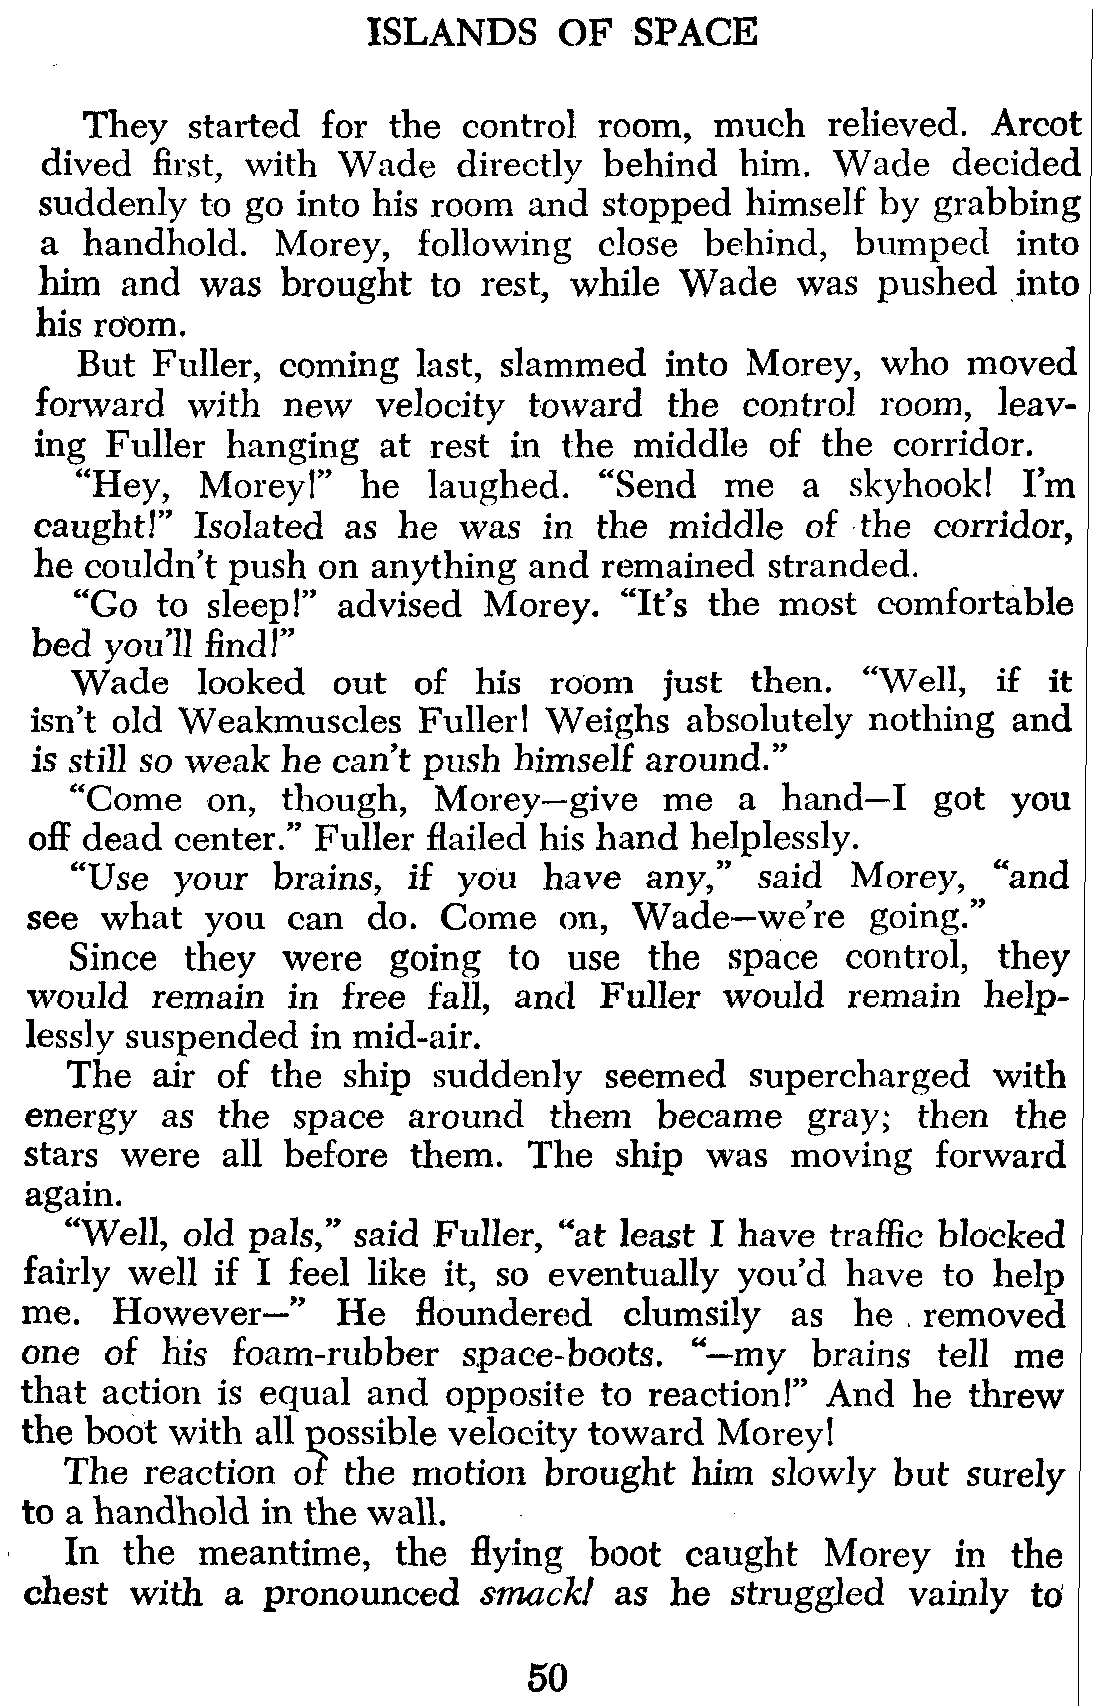 ISLANDS OF SPACE
They started for the control room, much relieved. Arcot
dived first, with Wade directly behind him. Wade decided
suddenly to go into his room and stopped himself by grabbing
a handhold. Morey, following close behind, bumped into
him and was brought to rest, while Wade was pushed into
his room.
But Fuller, coming last, slammed into Morey, who moved
forward with new velocity toward the control room, leav-
ing Fuller hanging at rest in the middle of the corridor.
“Hey, Morey!” he laughed. “Send me a skyhook! I’m
caught!” Isolated as he was in the middle of the corridor,
he couldn’t push on anything and remained stranded.
“Go to sleep!” advised Morey. “It’s the most comfortable
bed you’ll find!”
Wade looked out of his room just then. “Well, if it
isn’t old Weakmuscles Fuller! Weighs absolutely nothing and
is still so weak he can’t push himself around.”
“Come on, though, Morey—give me a hand—I got you
off dead center.” Fuller flailed his hand helplessly.
“Use your brains, if you have any,” said Morey, “and
see what you can do. Come on, Wade—we’re going.”
Since they were going to use the space control, they
would remain in free fall, and Fuller would remain help-
lessly suspended in mid-air.
The air of the ship suddenly seemed supercharged with
energy as the space around them became gray; then the
stars were all before them. The ship was moving forward
again.
“Well, old pals,” said Fuller, “at least I have traffic blocked
fairly well if I feel like it, so eventually you’d have to help
me. However—” He floundered clumsily as he removed
one of his foam-rubber space-boots. “—my brains tell me
that action is equal and opposite to reaction!” And he threw
the boot with all possible velocity toward Morey!
The reaction of the motion brought him slowly but surely
to a handhold in the wall.
In the meantime, the flying boot caught Morey in the
chest with a pronounced smack! as he struggled vainly to
50